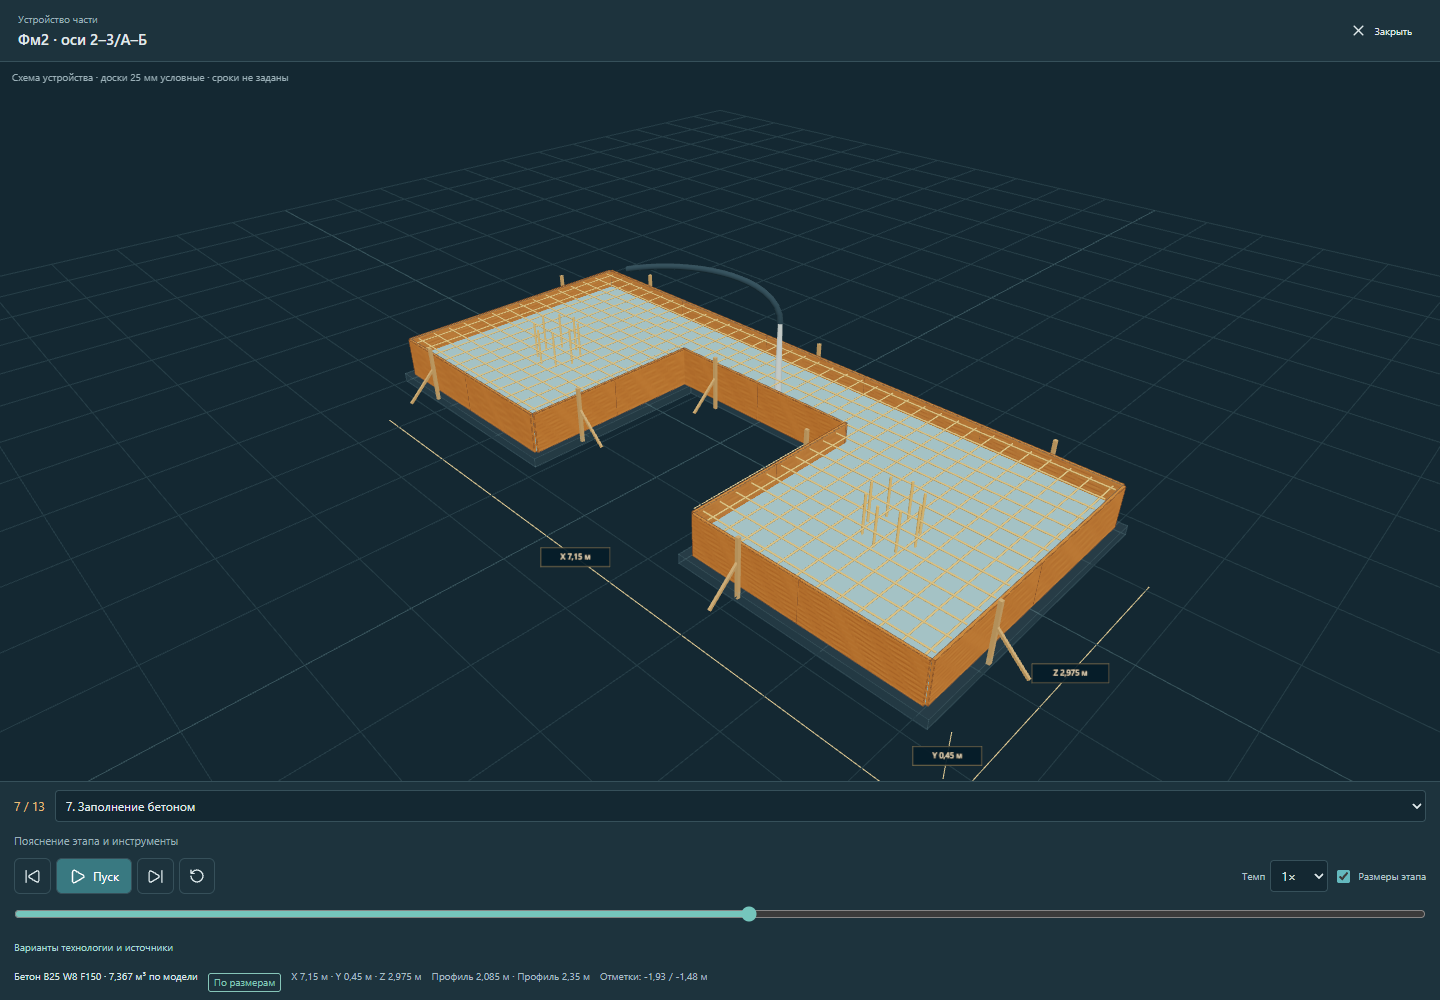 Устройство части
Фм2 · оси 2–3/А–Б
Закрыть
Схема устройства · доски 25 мм условные · сроки не заданы
X 7,15 м
Z 2,975 м
Y 0,45 м
7 / 13
7. Заполнение бетоном
Пояснение этапа и инструменты
Пуск
Темп
1×
Размеры этапа
Варианты технологии и источники
Бетон B25 W8 F150 · 7,367 м³ по модели
По размерам
X 7,15 м · Y 0,45 м · Z 2,975 м
Профиль 2,085 м · Профиль 2,35 м
Отметки: -1,93 / -1,48 м